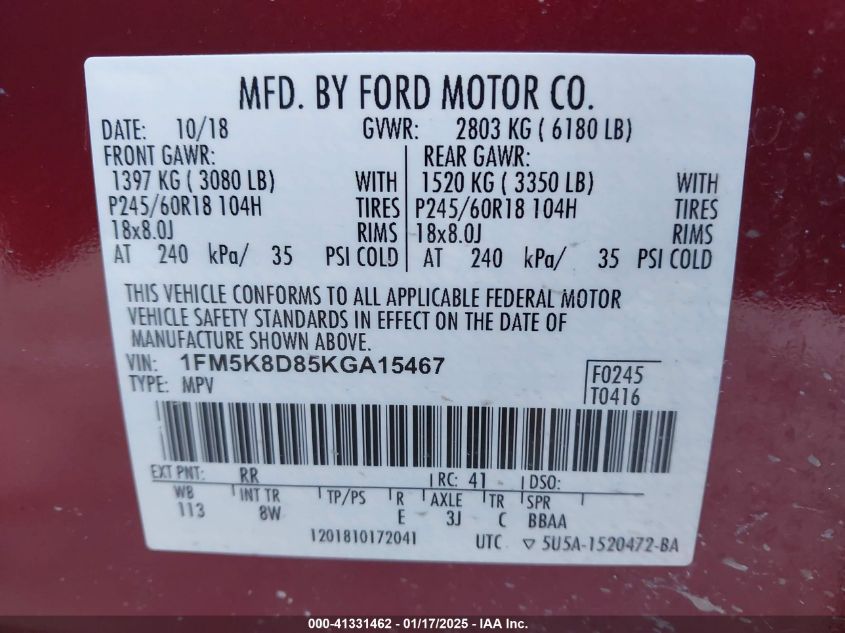 MFD. BY FORD MOTOR CO.
DATE: 10/18 GVWR: 2803 KG ( 6180 LB)
FRONT GAWR: REAR GAWR:
1397 KG ( 3080 LB) WITH 1520 KG ( 3350 LB) WITH
P245/60R18 104H TIRES P245/60R18 104H TIRES
18x8.0J RIMS 18x8.0J RIMS
AT 240 kPa/ 35 PSI COLD AT 240 kPa/ 35 PSI COLD
THIS VEHICLE CONFORMS TO ALL APPLICABLE FEDERAL MOTOR
VEHICLE SAFETY STANDARDS IN EFFECT ON THE DATE OF
MANUFACTURE SHOWN ABOVE.
VIN: 1FM5K8D85KGA15467 F0245
TYPE: MPV T0416
EXT PNT: RR RC: 41 DSO:
WB INT TR TP/PS R AXLE TR SPR
113 8W E 3J C BBAA
1201810172041 UTC ▽ 5U5A-1520472-BA
000-41331462 - 01/17/2025 - IAA Inc.